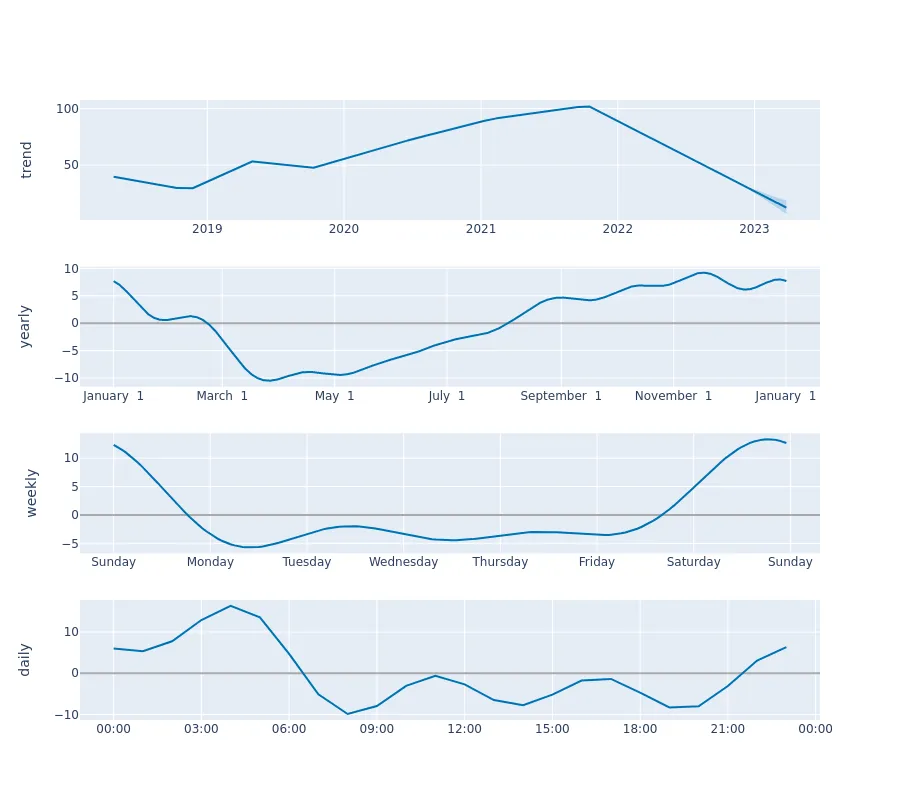 100
50
trend
2019 2020 2021 2022 2023
10
5
0
−5
−10
yearly
January 1 March 1 May 1 July 1 September 1 November 1 January 1
10
5
0
−5
weekly
Sunday Monday Tuesday Wednesday Thursday Friday Saturday Sunday
10
0
−10
daily
00:00 03:00 06:00 09:00 12:00 15:00 18:00 21:00 00:00